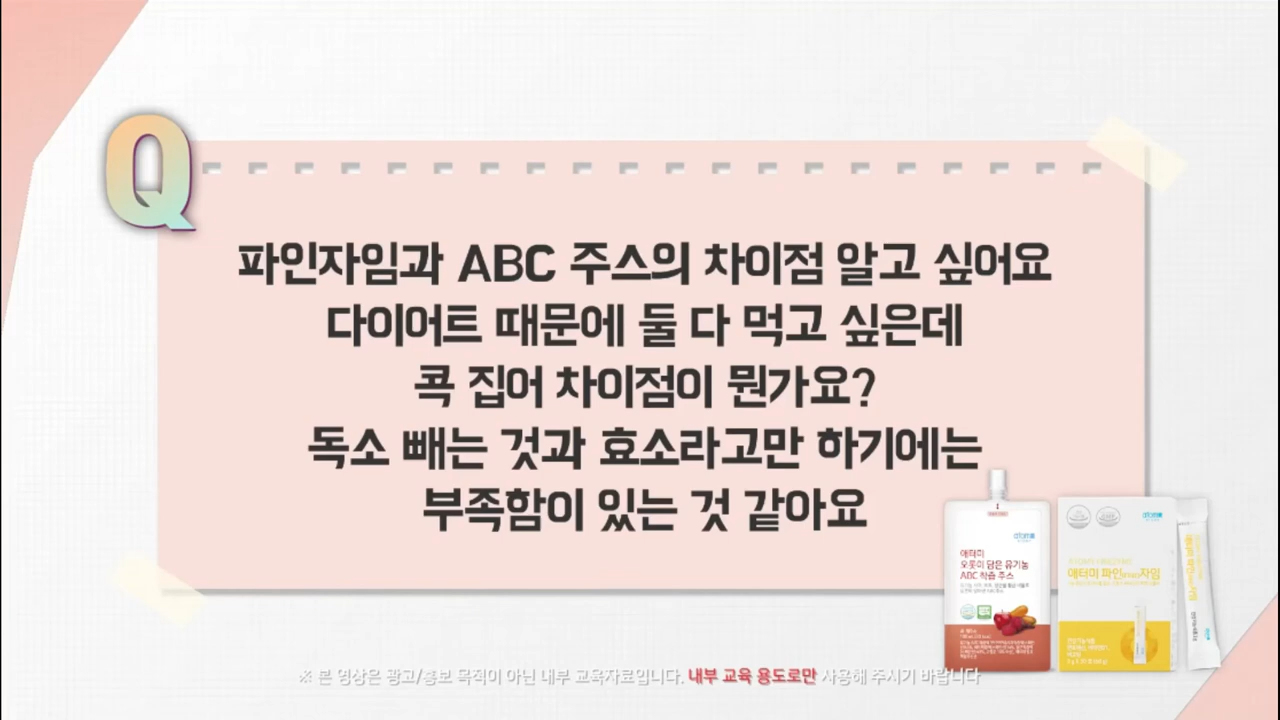 Q
파인자임과 ABC 주스의 차이점 알고 싶어요
다이어트 때문에 둘 다 먹고 싶은데
콕 집어 차이점이 뭔가요?
독소 빼는 것과 효소라고만 하기에는
부족함이 있는 것 같아요
애터미
오롯이 담은 유기농
ABC 착즙 주스
애터미 파인자임
※ 본 영상은 광고/홍보 목적이 아닌 내부 교육자료입니다. 내부 교육 용도로만 사용해 주시기 바랍니다